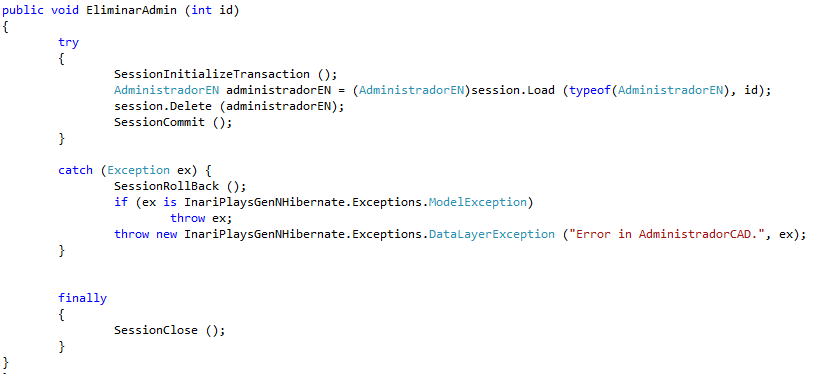 public void EliminarAdmin (int id)
{
try
{
SessionInitializeTransaction ();
AdministradorEN administradorEN = (AdministradorEN)session.Load (typeof(AdministradorEN), id);
session.Delete (administradorEN);
SessionCommit ();
}
catch (Exception ex) {
SessionRollBack ();
if (ex is InariPlaysGenNHibernate.Exceptions.ModelException)
throw ex;
throw new InariPlaysGenNHibernate.Exceptions.DataLayerException ("Error in AdministradorCAD.", ex);
}
finally
{
SessionClose ();
}
}